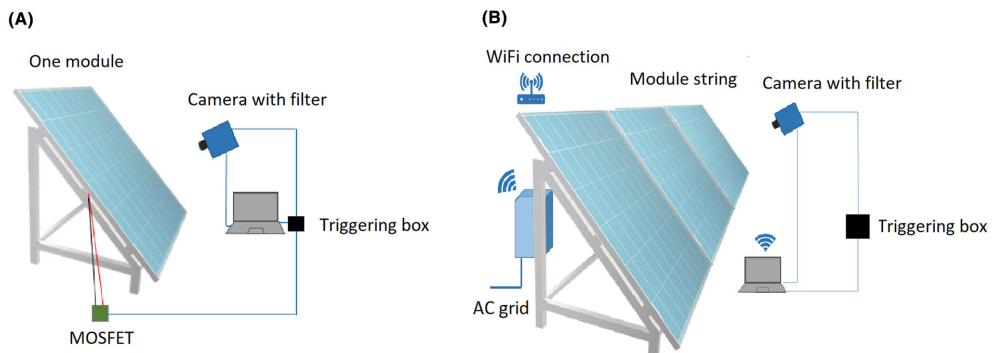 (A)
One module
Camera with filter
Triggering box
MOSFET
(B)
WiFi connection
Module string
Camera with filter
Triggering box
AC grid